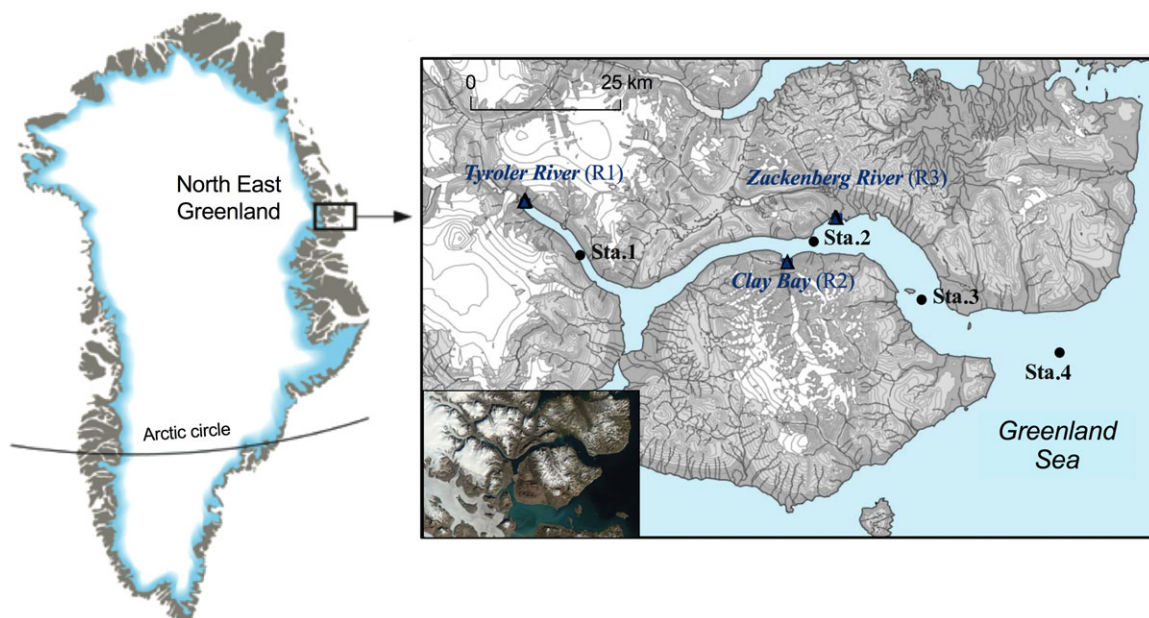 North East
Greenland
Arctic circle
25 km
Tyroler River (R1)
Zackenberg River (R3)
Sta.1
Sta.2
Clay Bay (R2)
Sta.3
Sta.4
Greenland
Sea